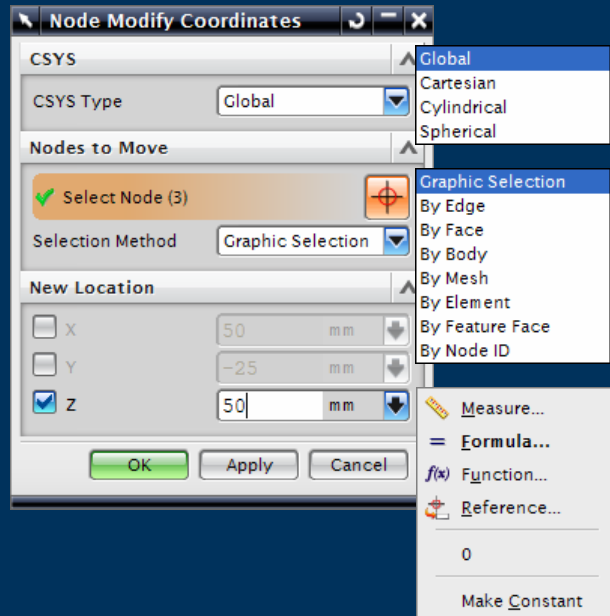 Node Modify Coordinates
CSYS
CSYS Type Global
Global
Cartesian
Cylindrical
Spherical
Nodes to Move
Select Node (3)
Selection Method Graphic Selection
Graphic Selection
By Edge
By Face
By Body
By Mesh
By Element
By Feature Face
By Node ID
New Location
X 50 mm
Y -25 mm
Z 50 mm
OK Apply Cancel
Measure...
= Formula...
f(x) Function...
Reference...
0
Make Constant